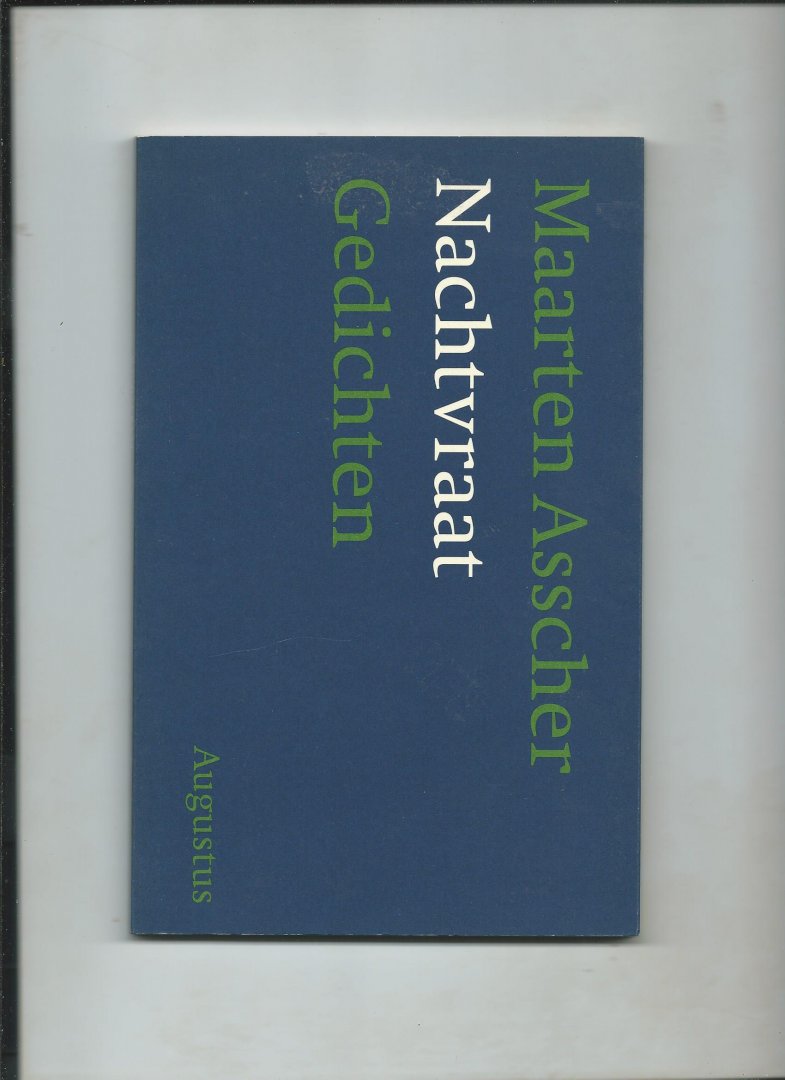 Maarten Asscher
Nachtvraat
Gedichten
Augustus